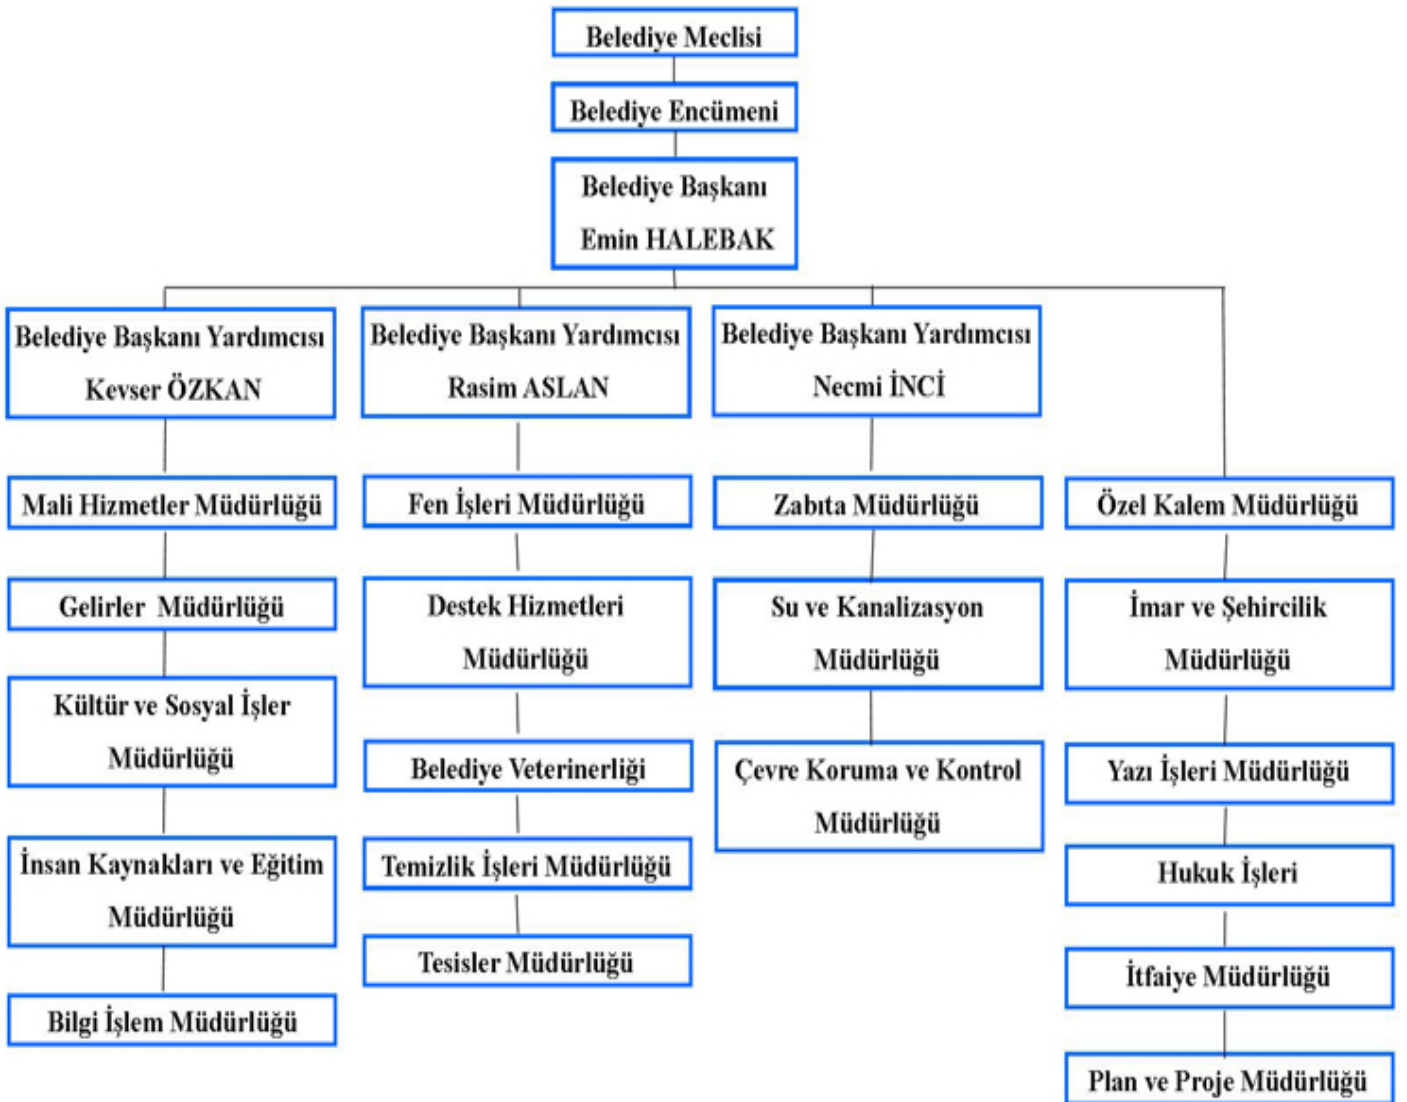 Belediye Meclisi
Belediye Encümeni
Belediye Başkanı
Emin HALEBAK
Belediye Başkanı Yardımcısı
Kevser ÖZKAN
Mali Hizmetler Müdürlüğü
Gelirler  Müdürlüğü
Kültür ve Sosyal İşler
Müdürlüğü
İnsan Kaynakları ve Eğitim
Müdürlüğü
Bilgi İşlem Müdürlüğü
Belediye Başkanı Yardımcısı
Rasim ASLAN
Fen İşleri Müdürlüğü
Destek Hizmetleri
Müdürlüğü
Belediye Veterinerliği
Temizlik İşleri Müdürlüğü
Tesisler Müdürlüğü
Belediye Başkanı Yardımcısı
Necmi İNCİ
Zabıta Müdürlüğü
Su ve Kanalizasyon
Müdürlüğü
Çevre Koruma ve Kontrol
Müdürlüğü
Özel Kalem Müdürlüğü
İmar ve Şehircilik
Müdürlüğü
Yazı İşleri Müdürlüğü
Hukuk İşleri
İtfaiye Müdürlüğü
Plan ve Proje Müdürlüğü